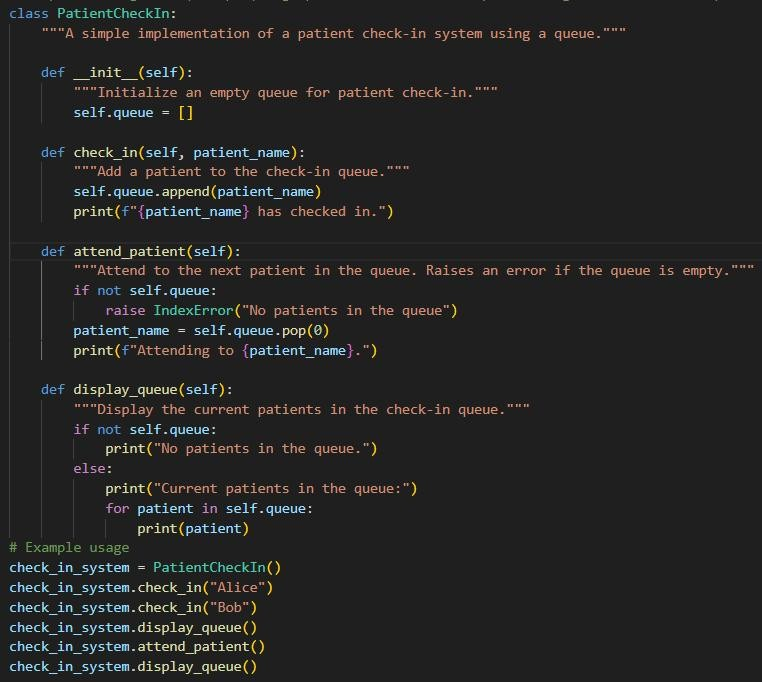 class PatientCheckIn:
    """A simple implementation of a patient check-in system using a queue."""

    def __init__(self):
        """Initialize an empty queue for patient check-in."""
        self.queue = []

    def check_in(self, patient_name):
        """Add a patient to the check-in queue."""
        self.queue.append(patient_name)
        print(f"{patient_name} has checked in.")

    def attend_patient(self):
        """Attend to the next patient in the queue. Raises an error if the queue is empty."""
        if not self.queue:
            raise IndexError("No patients in the queue")
        patient_name = self.queue.pop(0)
        print(f"Attending to {patient_name}.")

    def display_queue(self):
        """Display the current patients in the check-in queue."""
        if not self.queue:
            print("No patients in the queue.")
        else:
            print("Current patients in the queue:")
            for patient in self.queue:
                print(patient)
# Example usage
check_in_system = PatientCheckIn()
check_in_system.check_in("Alice")
check_in_system.check_in("Bob")
check_in_system.display_queue()
check_in_system.attend_patient()
check_in_system.display_queue()